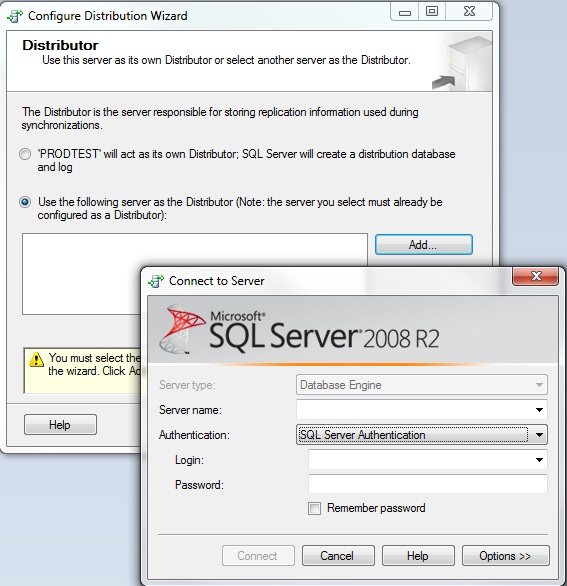 Configure Distribution Wizard
Distributor
Use this server as its own Distributor or select another server as the Distributor.
The Distributor is the server responsible for storing replication information used during
synchronizations.
'PRODTEST' will act as its own Distributor; SQL Server will create a distribution database
and log
Use the following server as the Distributor (Note: the server you select must already be
configured as a Distributor):
Add...
You must select the
the wizard. Click Ad
Help
Connect to Server
Microsoft®
SQL Server® 2008 R2
Server type:
Database Engine
Server name:
Authentication:
SQL Server Authentication
Login:
Password:
Remember password
Connect
Cancel
Help
Options >>